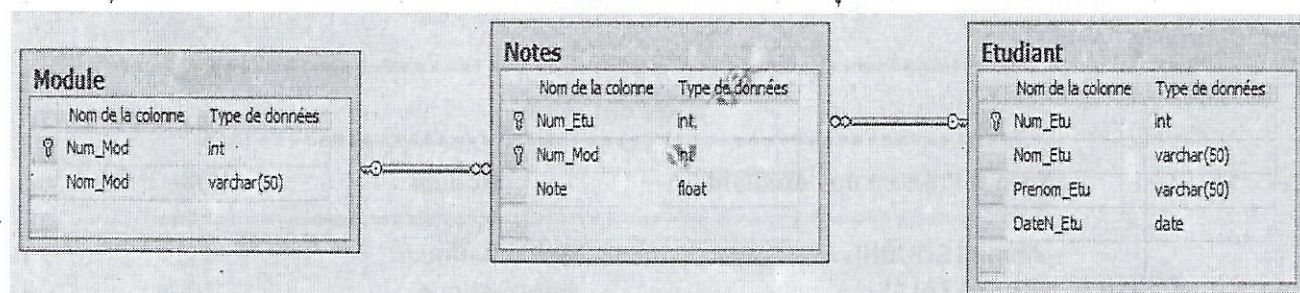 Module
Nom de la colonne Type de données
Num_Mod int
Nom_Mod varchar(50)
Notes
Nom de la colonne Type de données
Num_Etu int
Num_Mod int
Note float
Etudiant
Nom de la colonne Type de données
Num_Etu int
Nom_Etu varchar(50)
Prenom_Etu varchar(50)
DateN_Etu date